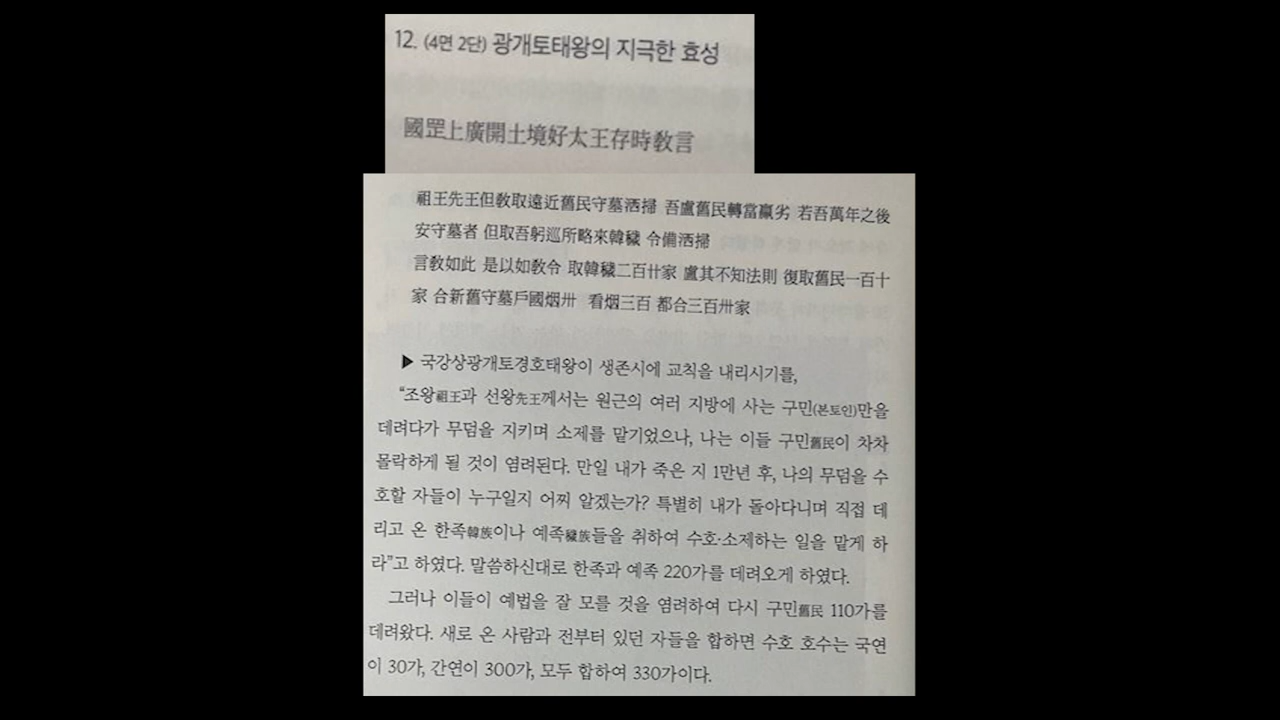 12. (4면 2단) 광개토태왕의 지극한 효성
國罡上廣開土境好太王存時敎言
祖王先王但敎取遠近舊民守墓洒掃 吾盧舊民轉當羸劣 若吾萬年之後
安守墓者 但取吾躬巡所略來韓穢 令備洒掃
言敎如此 是以如敎令 取韓穢二百卄家 盧其不知法則 復取舊民一百十
家 合新舊守墓戶國烟卅 看烟三百 都合三百卅家
▶ 국강상광개토경호태왕이 생존시에 교칙을 내리시기를,
“조왕祖王과 선왕先王께서는 원근의 여러 지방에 사는 구민(본토인)만을
데려다가 무덤을 지키며 소제를 맡기었으나, 나는 이들 구민舊民이 차차
몰락하게 될 것이 염려된다. 만일 내가 죽은 지 1만년 후, 나의 무덤을 수
호할 자들이 누구일지 어찌 알겠는가? 특별히 내가 돌아다니며 직접 데
리고 온 한족韓族이나 예족穢族들을 취하여 수호·소제하는 일을 맡게 하
라”고 하였다. 말씀하신대로 한족과 예족 220가를 데려오게 하였다.
그러나 이들이 예법을 잘 모를 것을 염려하여 다시 구민舊民 110가를
데려왔다. 새로 온 사람과 전부터 있던 자들을 합하면 수호 호수는 국연
이 30가, 간연이 300가, 모두 합하여 330가이다.